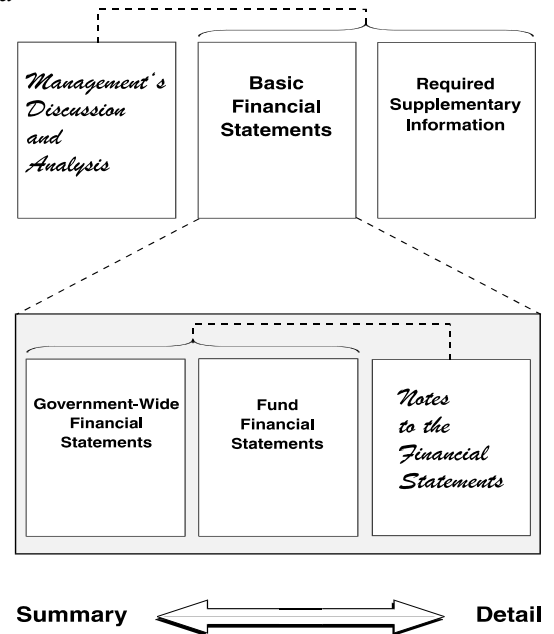 Management's
Discussion
and
Analysis
Basic
Financial
Statements
Required
Supplementary
Information
Government-Wide
Financial
Statements
Fund
Financial
Statements
Notes
to the
Financial
Statements
Summary
Detail